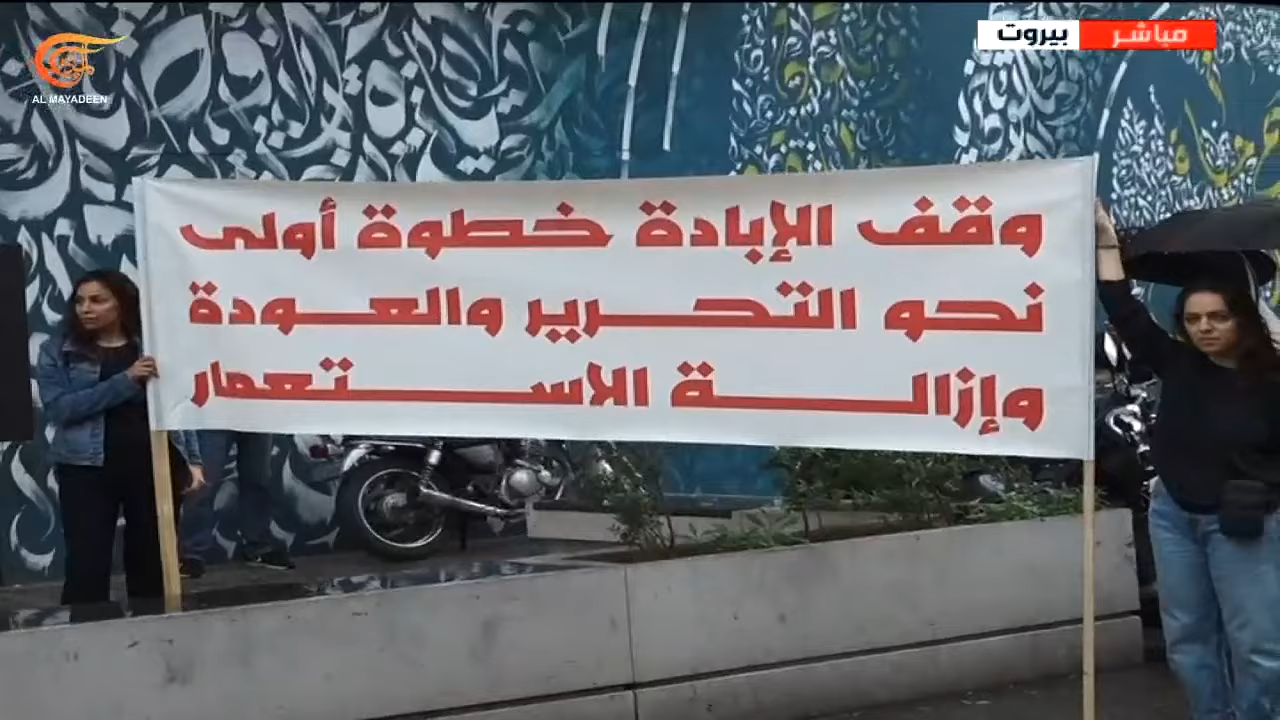 AL MAYADEEN
مباشر بيروت
وقف الإبادة خطوة أولى
نحو التحرير والعودة
وإزالة الاستعمار